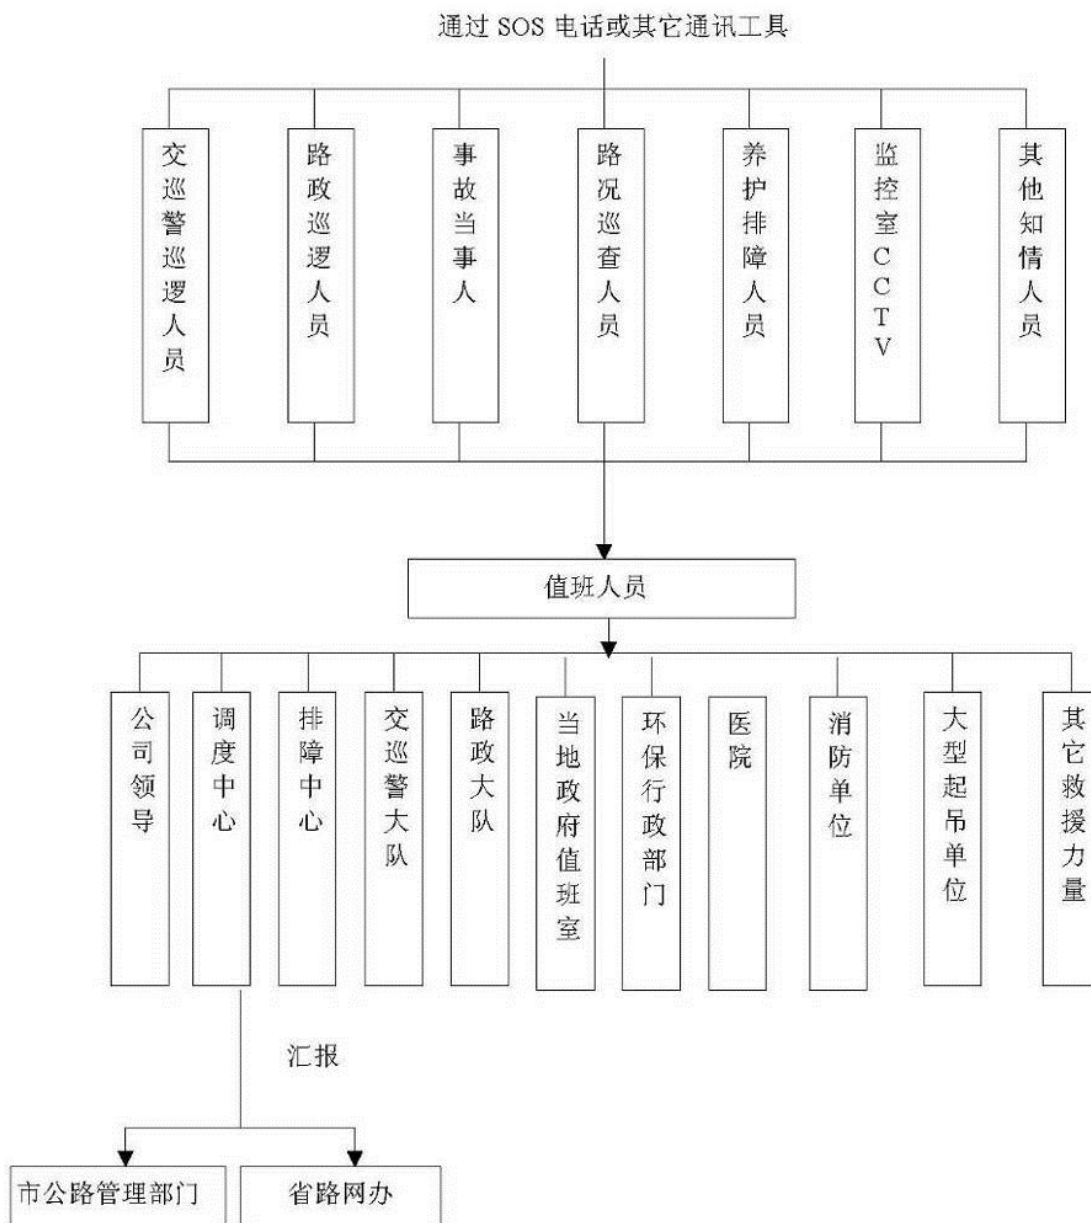 通过 SOS 电话或其它通讯工具
交巡警巡逻人员
路政巡逻人员
事故当事人
路况巡查人员
养护排障人员
监控室CCTV
其他知情人员
值班人员
公司领导
调度中心
排障中心
交巡警大队
路政大队
当地政府值班室
环保行政部门
医院
消防单位
大型起吊单位
其它救援力量
汇报
市公路管理部门
省路网办